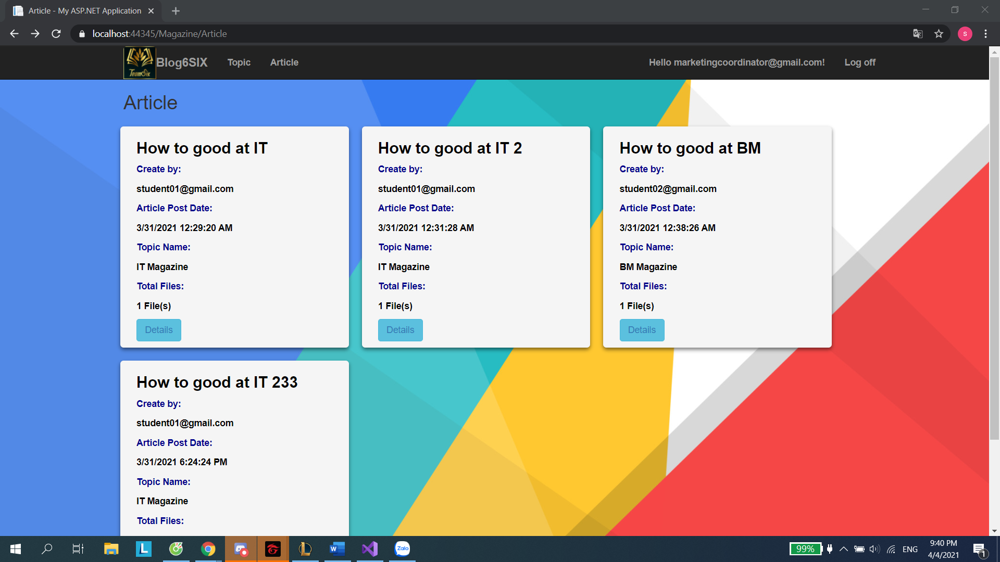 Article - My ASP.NET Application
localhost:44345/Magazine/Article
S
TeamSix
Blog6SIX
Topic
Article
Hello marketingcoordinator@gmail.com!
Log off
Article
How to good at IT
Create by:
student01@gmail.com
Article Post Date:
3/31/2021 12:29:20 AM
Topic Name:
IT Magazine
Total Files:
1 File(s)
Details
How to good at IT 2
Create by:
student01@gmail.com
Article Post Date:
3/31/2021 12:31:28 AM
Topic Name:
IT Magazine
Total Files:
1 File(s)
Details
How to good at BM
Create by:
student02@gmail.com
Article Post Date:
3/31/2021 12:38:26 AM
Topic Name:
BM Magazine
Total Files:
1 File(s)
Details
How to good at IT 233
Create by:
student01@gmail.com
Article Post Date:
3/31/2021 6:24:24 PM
Topic Name:
IT Magazine
Total Files:
L
W
Zalo
99%
ENG
9:40 PM
4/4/2021
1